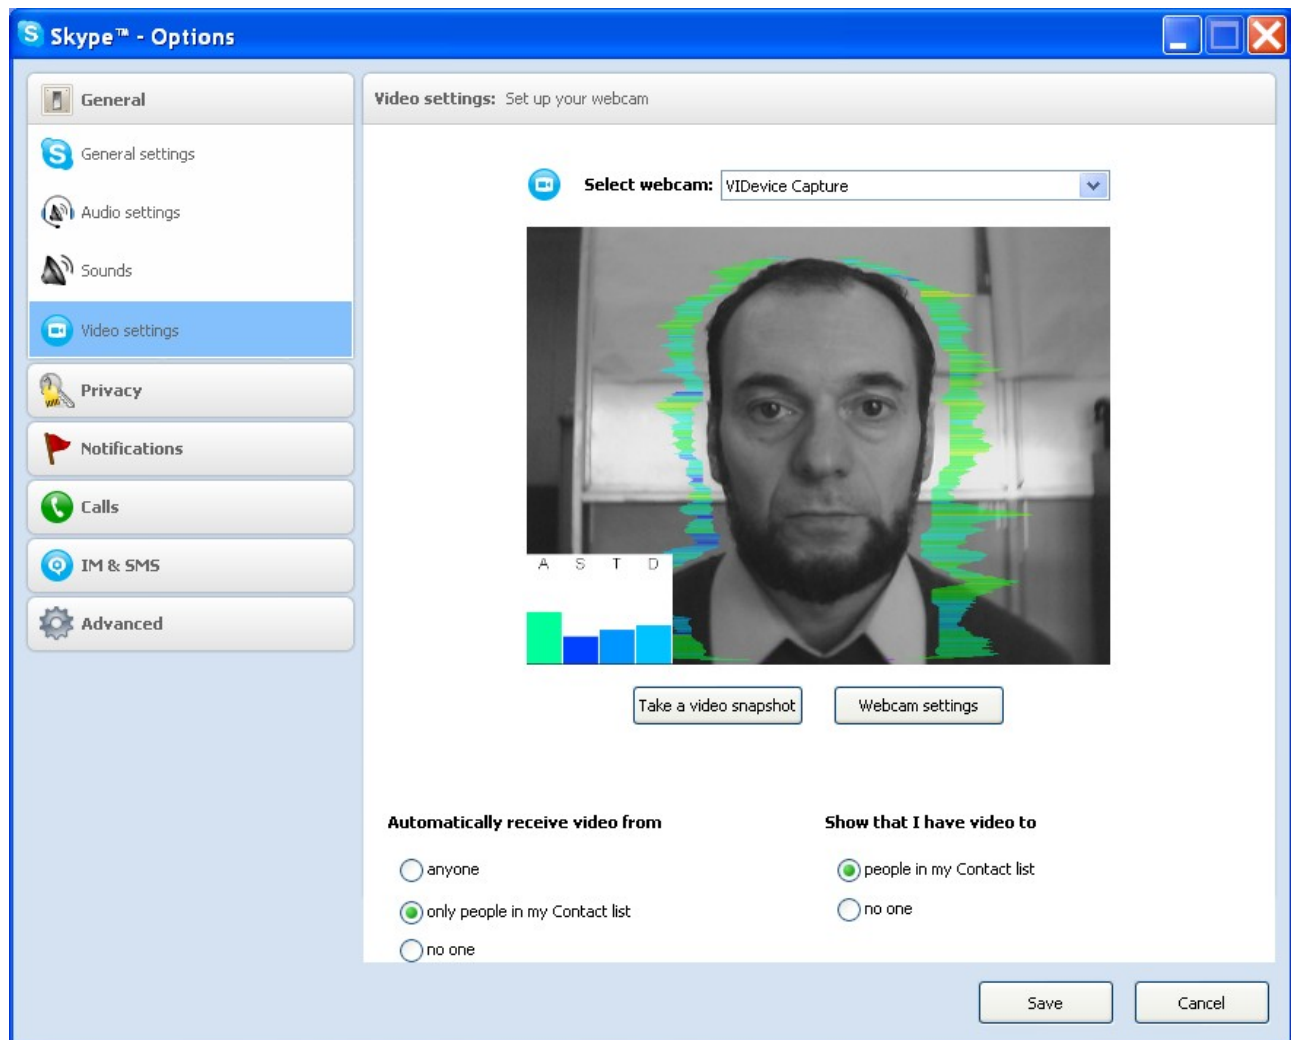 Skype™ - Options
General
General settings
Audio settings
Sounds
Video settings
Privacy
Notifications
Calls
IM & SMS
Advanced
Video settings: Set up your webcam
Select webcam: VIDevice Capture
A S T D
Take a video snapshot Webcam settings
Automatically receive video from
anyone
only people in my Contact list
no one
Show that I have video to
people in my Contact list
no one
Save Cancel